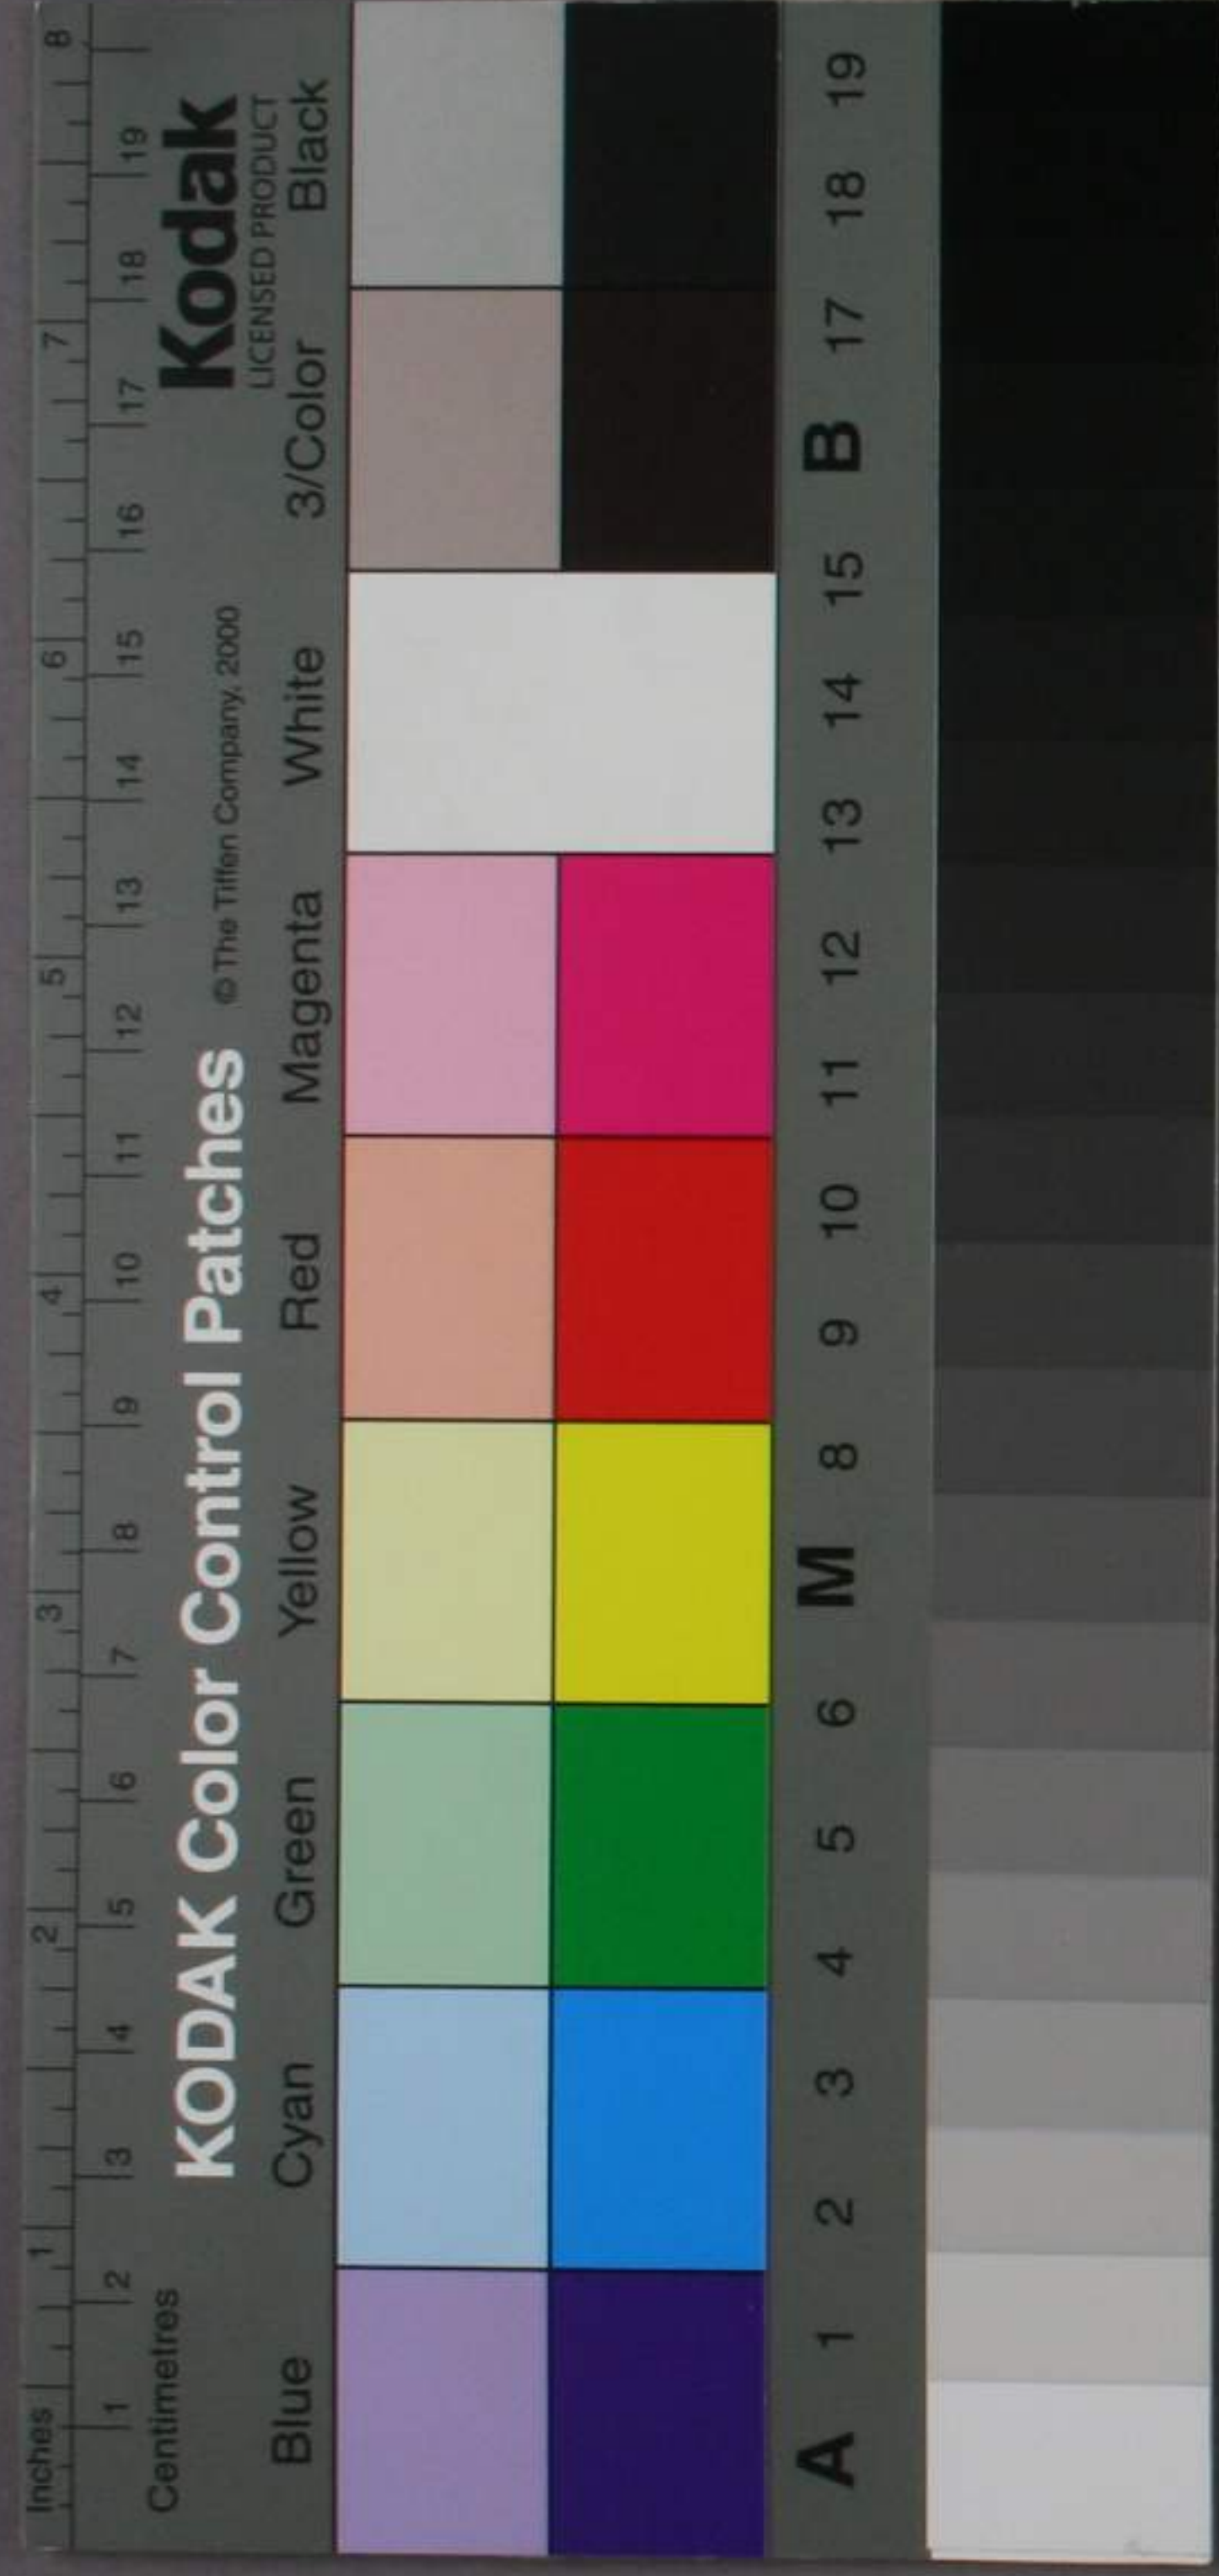 Inches 1 2 3 4 5 6 7 8
Centimetres 1 2 3 4 5 6 7 8 9 10 11 12 13 14 15 16 17 18 19
KODAK Color Control Patches © The Tiffen Company, 2000 Kodak
LICENSED PRODUCT
Blue Cyan Green Yellow Red Magenta White 3/Color Black
A 1 2 3 4 5 6 M 8 9 10 11 12 13 14 15 B 17 18 19